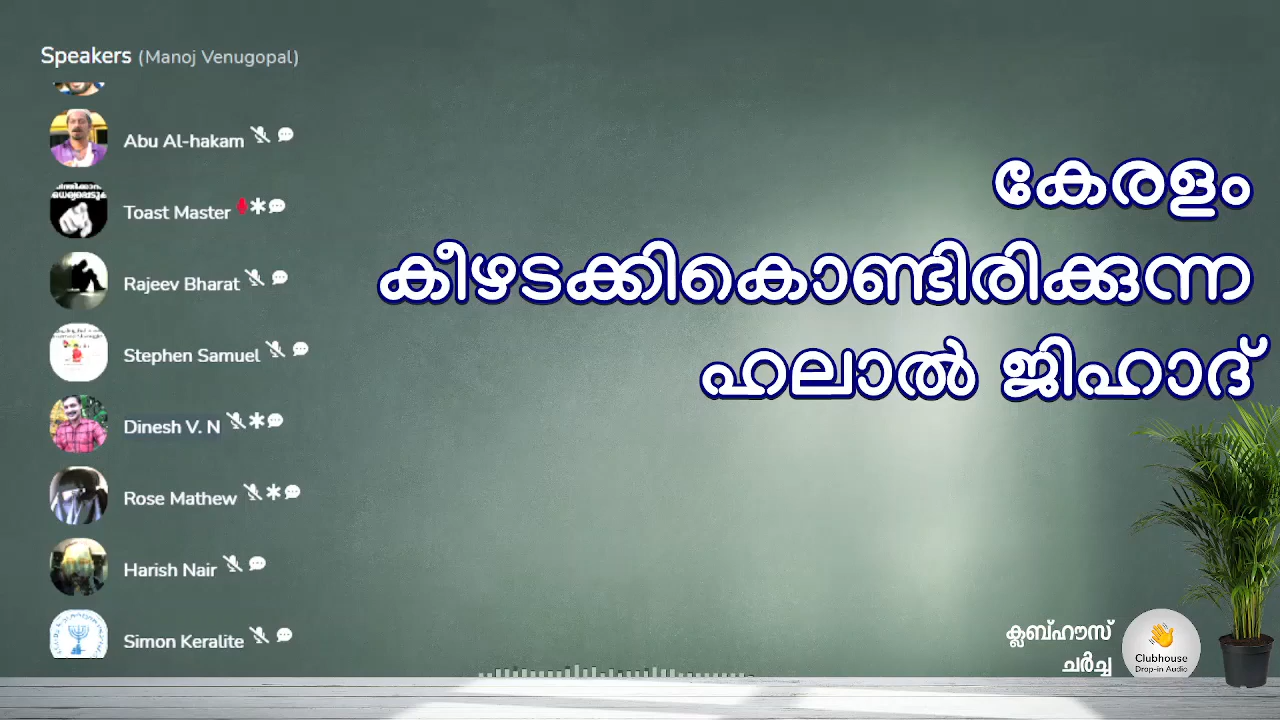 Speakers (Manoj Venugopal)
Abu Al-hakam
Toast Master
Rajeev Bharat
Stephen Samuel
Dinesh V. N
Rose Mathew
Harish Nair
Simon Keralite
കേരളം
കീഴടക്കികൊണ്ടിരിക്കുന്ന
ഹലാൽ ജിഹാദ്
ക്ലബ്ഹൗസ്
ചർച്ച
Clubhouse
Drop-in Audio